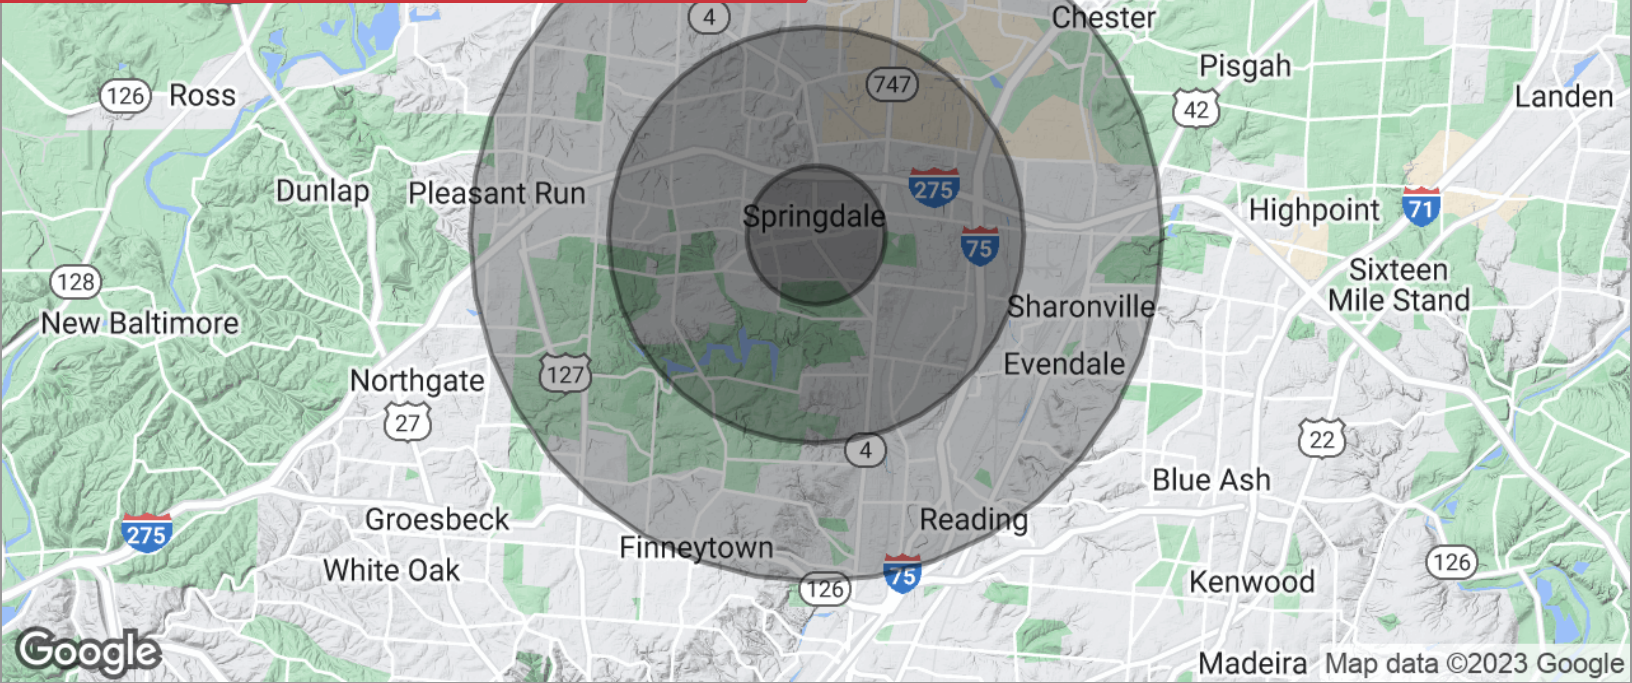 4
Chester
Pisgah
747
126
Ross
42
Landen
Dunlap
Pleasant Run
275
Springdale
Highpoint
71
75
128
Sixteen
Mile Stand
New Baltimore
Sharonville
Evendale
127
Northgate
27
4
22
Blue Ash
275
Groesbeck
Reading
Finneytown
White Oak
75
126
126
Kenwood
Google
Madeira
Map data ©2023 Google